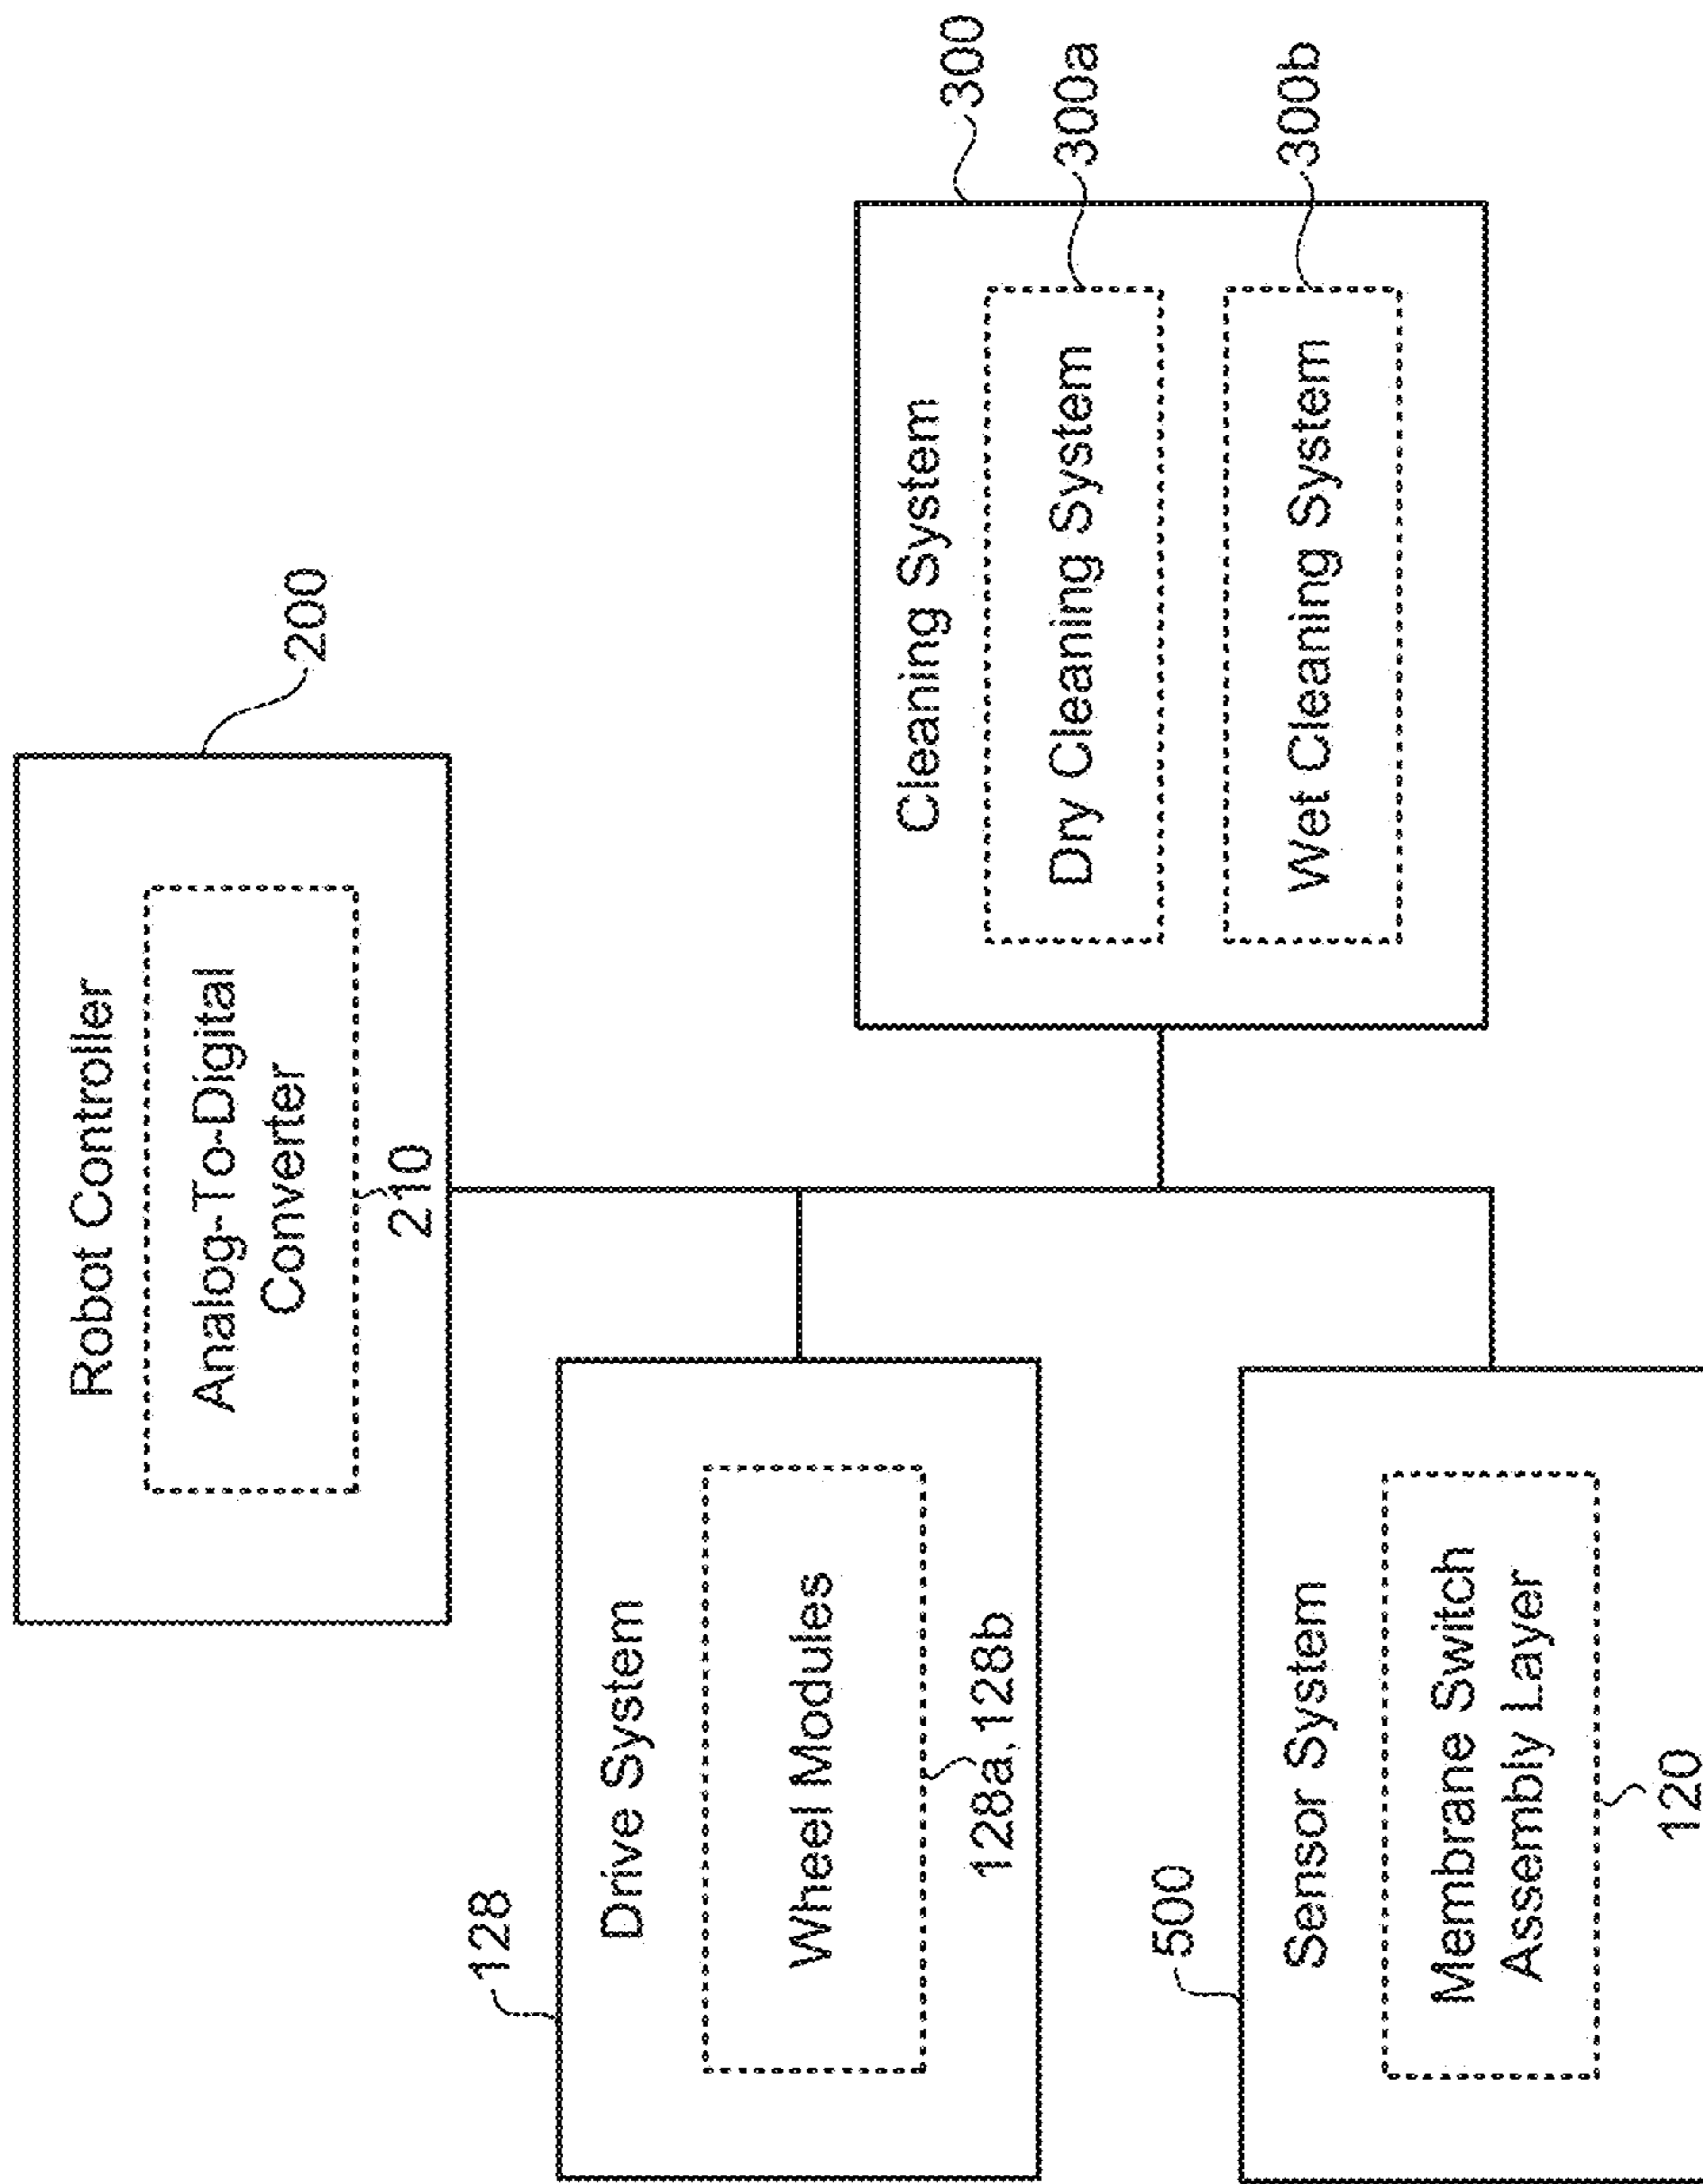 Robot Controller
Analog-To-Digital
Converter
210
200
128
Drive System
Wheel Modules
128a, 128b
300
Cleaning System
Dry Cleaning System
300a
Wet Cleaning System
300b
500
Sensor System
Membrane Switch
Assembly Layer
120